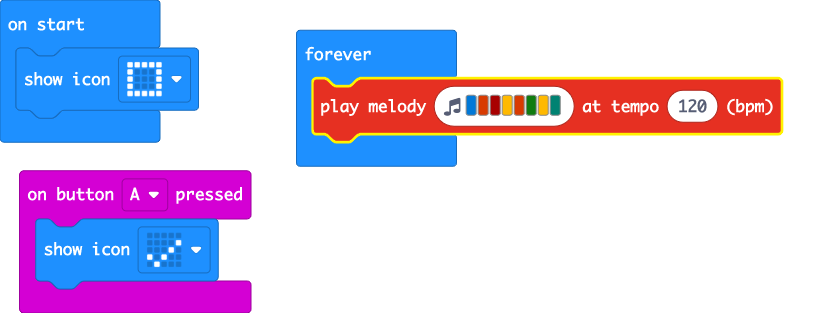 on start
show icon
forever
play melody at tempo 120 (bpm)
on button A pressed
show icon